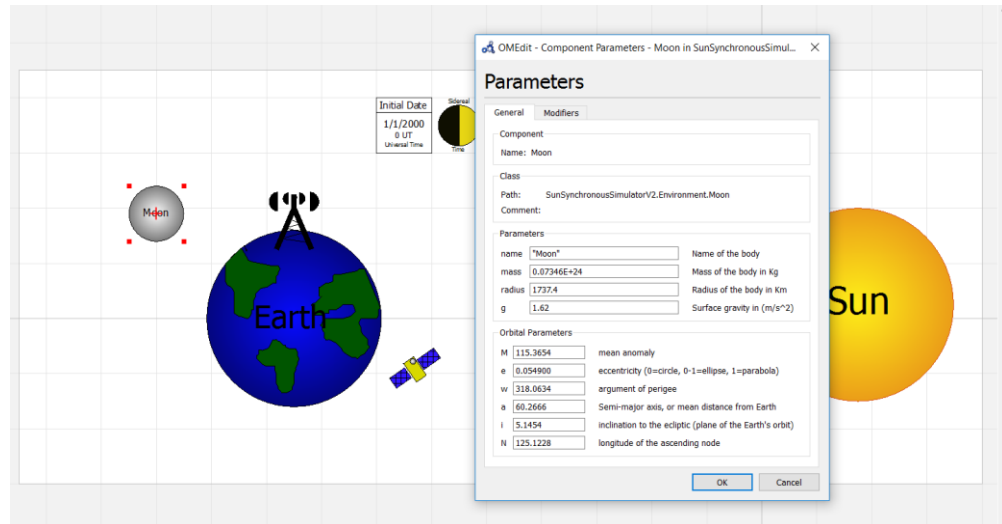 OMEdit - Component Parameters - Moon in SunSynchronousSimul...
Parameters
General Modifiers
Component
Name: Moon
Class
Path: SunSynchronousSimulatorV2.Environment.Moon
Comment:
Parameters
name "Moon" Name of the body
mass 0.07346E+24 Mass of the body in Kg
radius 1737.4 Radius of the body in Km
g 1.62 Surface gravity in (m/s^2)
Orbital Parameters
M 115.3654 mean anomaly
e 0.054900 eccentricity (0=circle, 0-1=ellipse, 1=parabola)
w 318.0634 argument of perigee
a 60.2666 Semi-major axis, or mean distance from Earth
i 5.1454 inclination to the ecliptic (plane of the Earth's orbit)
N 125.1228 longitude of the ascending node
OK Cancel
Initial Date
1/1/2000
0 UT
Universal Time
Sidereal
Time
Moon
Earth
Sun